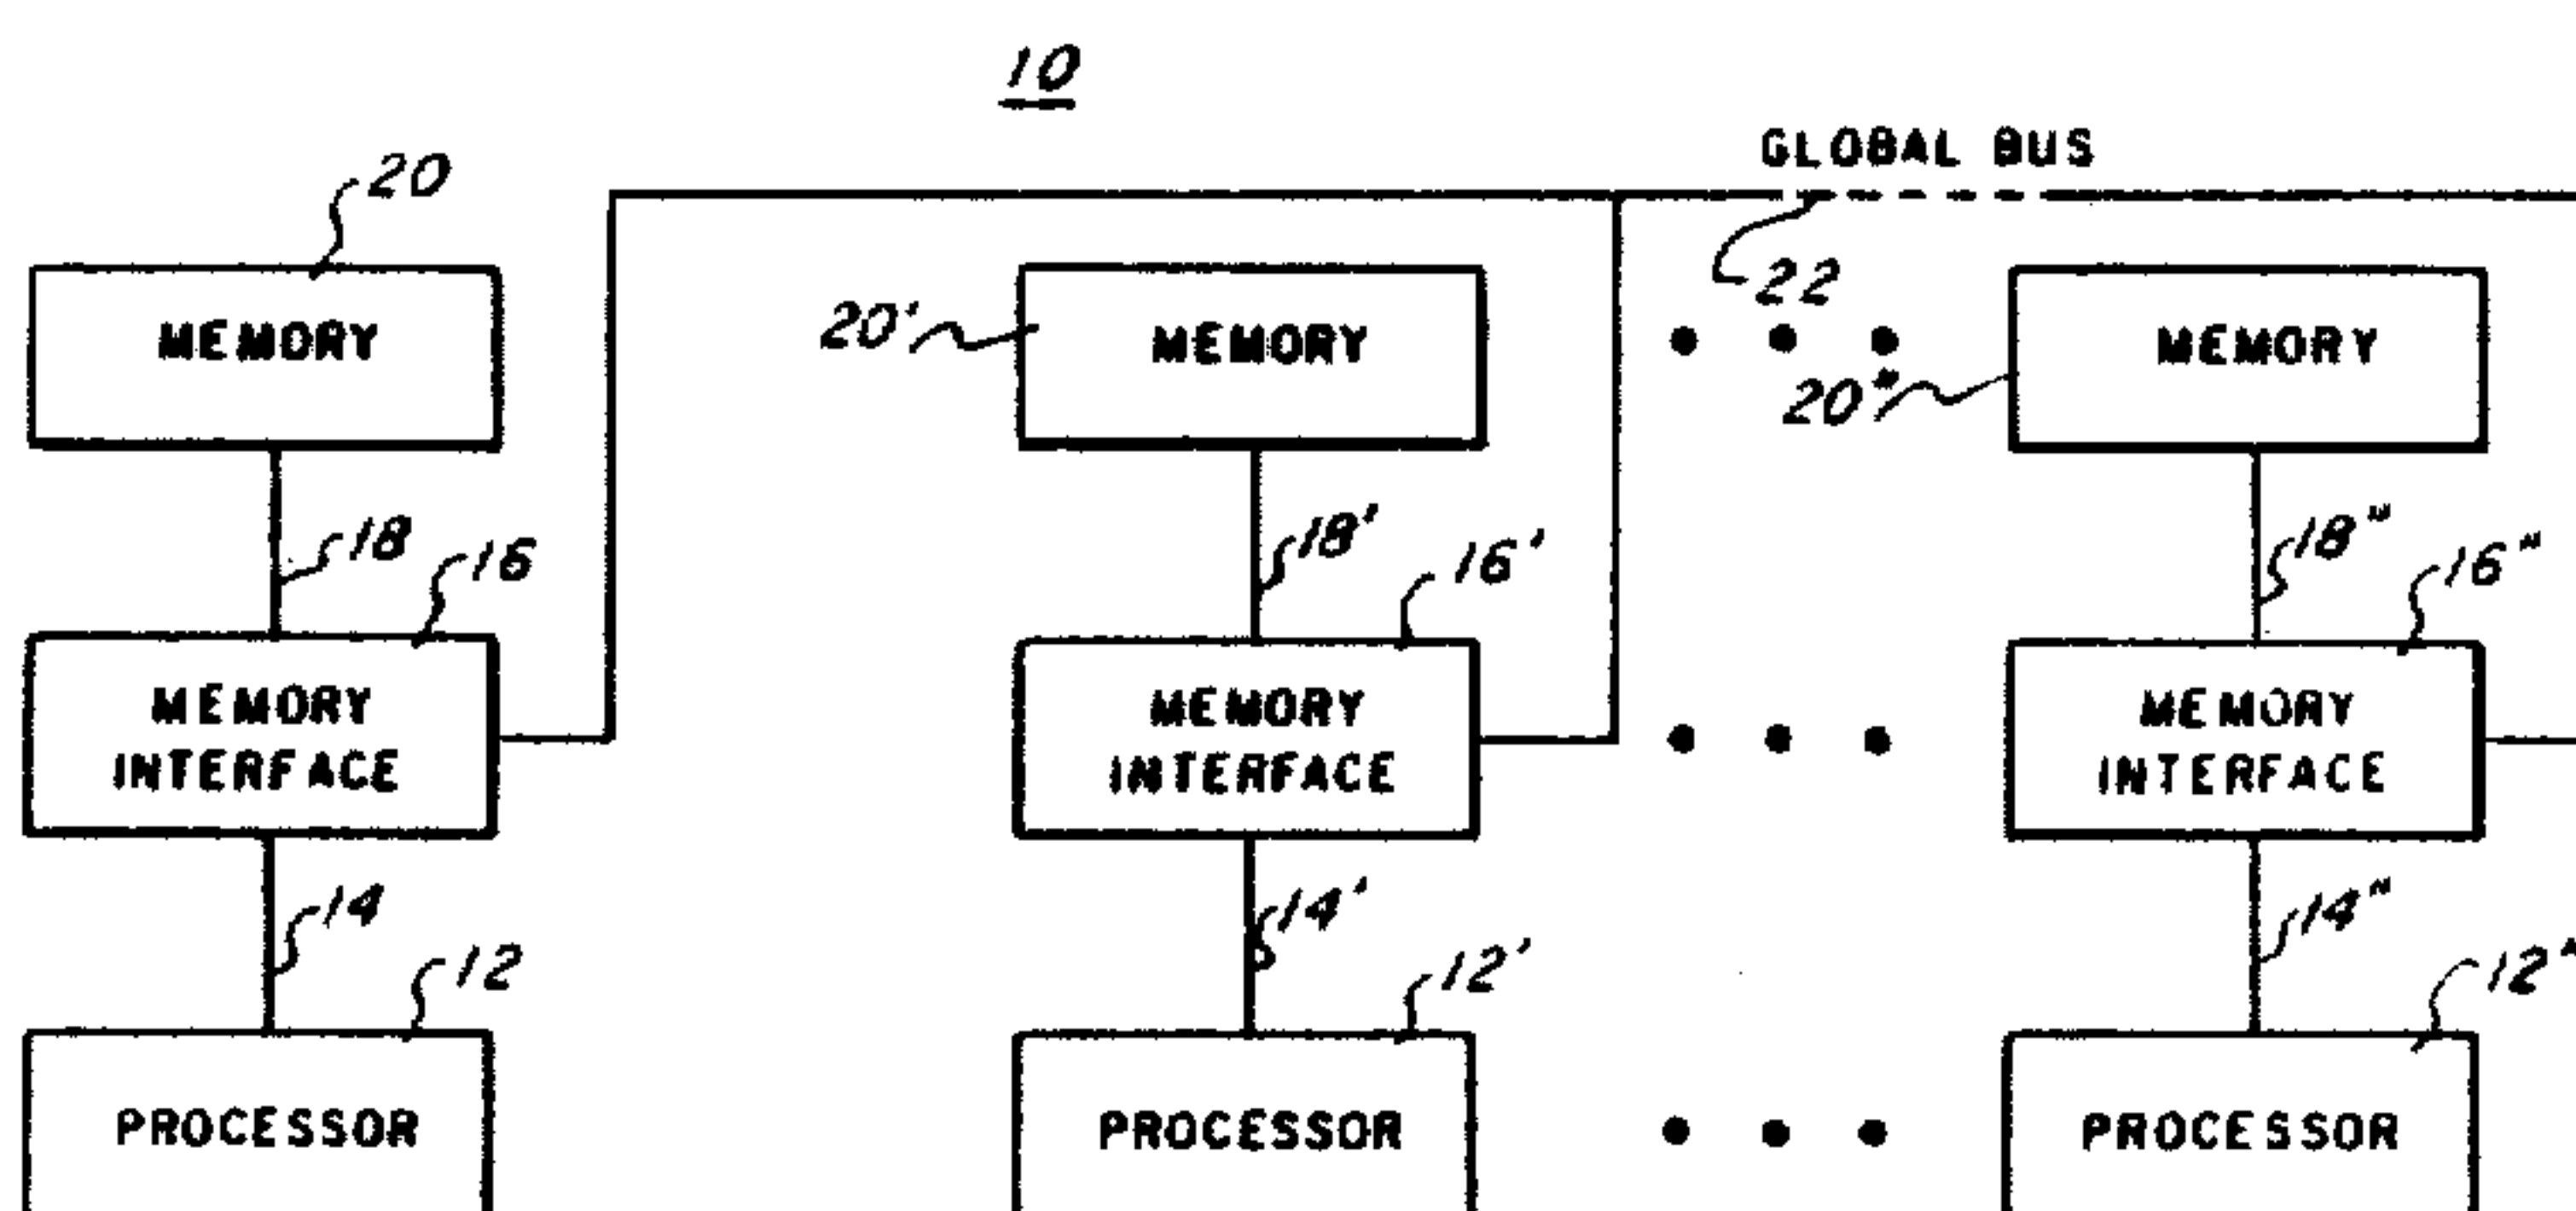 10
GLOBAL BUS
20
22
MEMORY
20'
MEMORY
20"
MEMORY
18
16
18'
16'
18"
16"
MEMORY
INTERFACE
MEMORY
INTERFACE
MEMORY
INTERFACE
14
12
14'
12'
14"
12"
PROCESSOR
PROCESSOR
PROCESSOR